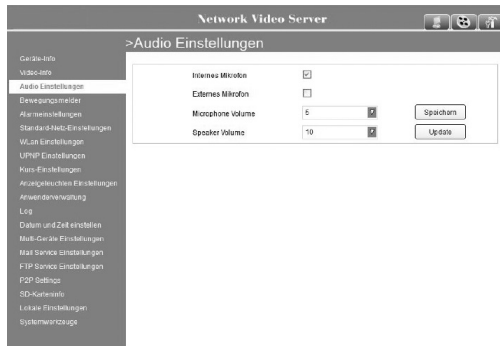 Network Video Server
>Audio Einstellungen
Geräte-Info
Video-Info
Audio Einstellungen
Bewegungsmelder
Alarmeinstellungen
Standard-Netz-Einstellungen
WLan Einstellungen
UPNP Einstellungen
Kurs-Einstellungen
Anzeigeleuchten Einstellungen
Anwenderverwaltung
Log
Datum und Zeit einstellen
Multi-Geräte Einstellungen
Mail Service Einstellungen
FTP Service Einstellungen
P2P Settings
SD-Karteninfo
Lokale Einstellungen
Systemwerkzeuge
Internes Mikrofon
Externes Mikrofon
Microphone Volume 5 Speichern
Speaker Volume 10 Update